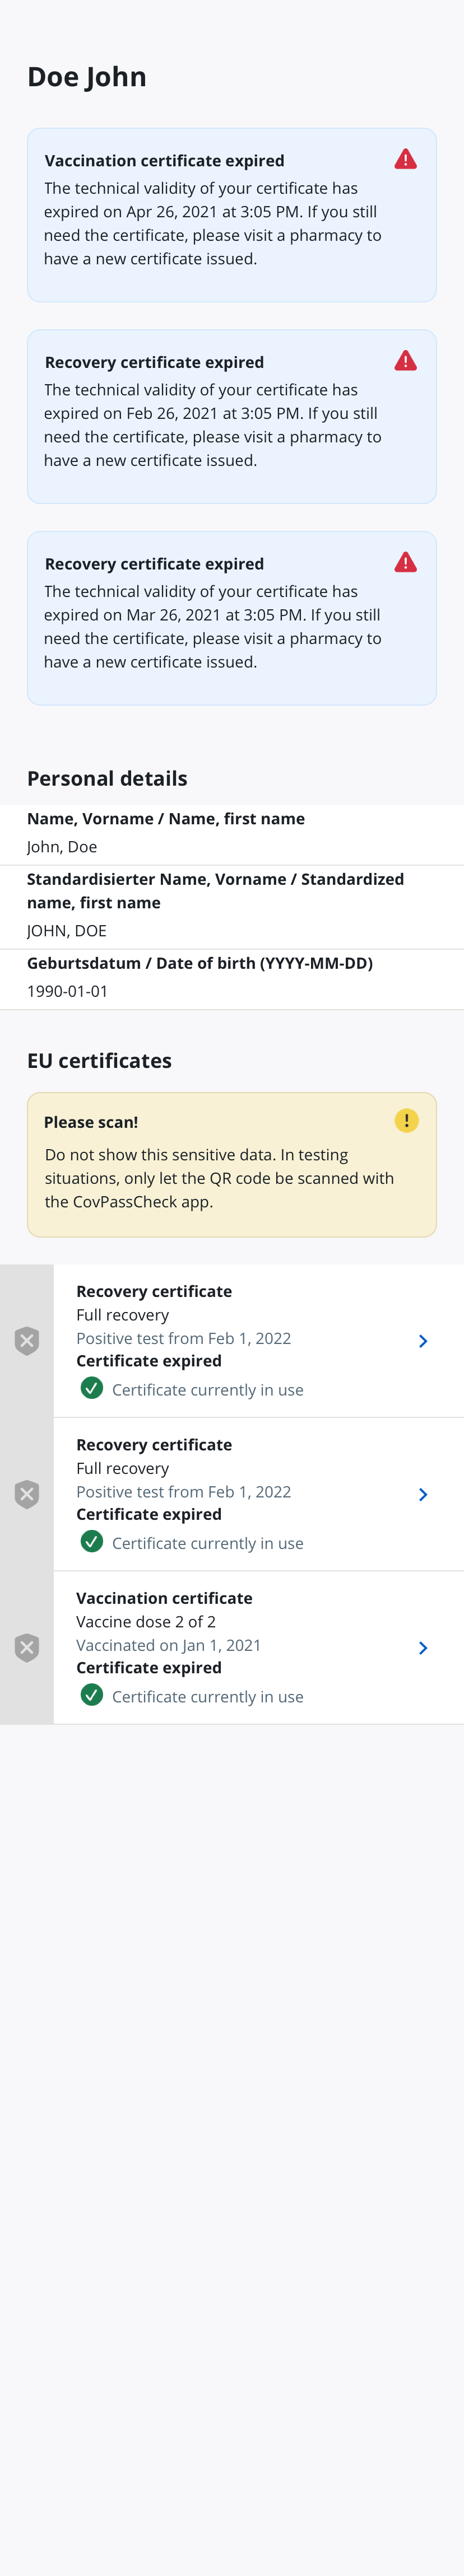 Doe John
Vaccination certificate expired
The technical validity of your certificate has
expired on Apr 26, 2021 at 3:05 PM. If you still
need the certificate, please visit a pharmacy to
have a new certificate issued.
Recovery certificate expired
The technical validity of your certificate has
expired on Feb 26, 2021 at 3:05 PM. If you still
need the certificate, please visit a pharmacy to
have a new certificate issued.
Recovery certificate expired
The technical validity of your certificate has
expired on Mar 26, 2021 at 3:05 PM. If you still
need the certificate, please visit a pharmacy to
have a new certificate issued.
Personal details
Name, Vorname / Name, first name
John, Doe
Standardisierter Name, Vorname / Standardized
name, first name
JOHN, DOE
Geburtsdatum / Date of birth (YYYY-MM-DD)
1990-01-01
EU certificates
Please scan!
Do not show this sensitive data. In testing
situations, only let the QR code be scanned with
the CovPassCheck app.
Recovery certificate
Full recovery
Positive test from Feb 1, 2022
Certificate expired
Certificate currently in use
Recovery certificate
Full recovery
Positive test from Feb 1, 2022
Certificate expired
Certificate currently in use
Vaccination certificate
Vaccine dose 2 of 2
Vaccinated on Jan 1, 2021
Certificate expired
Certificate currently in use